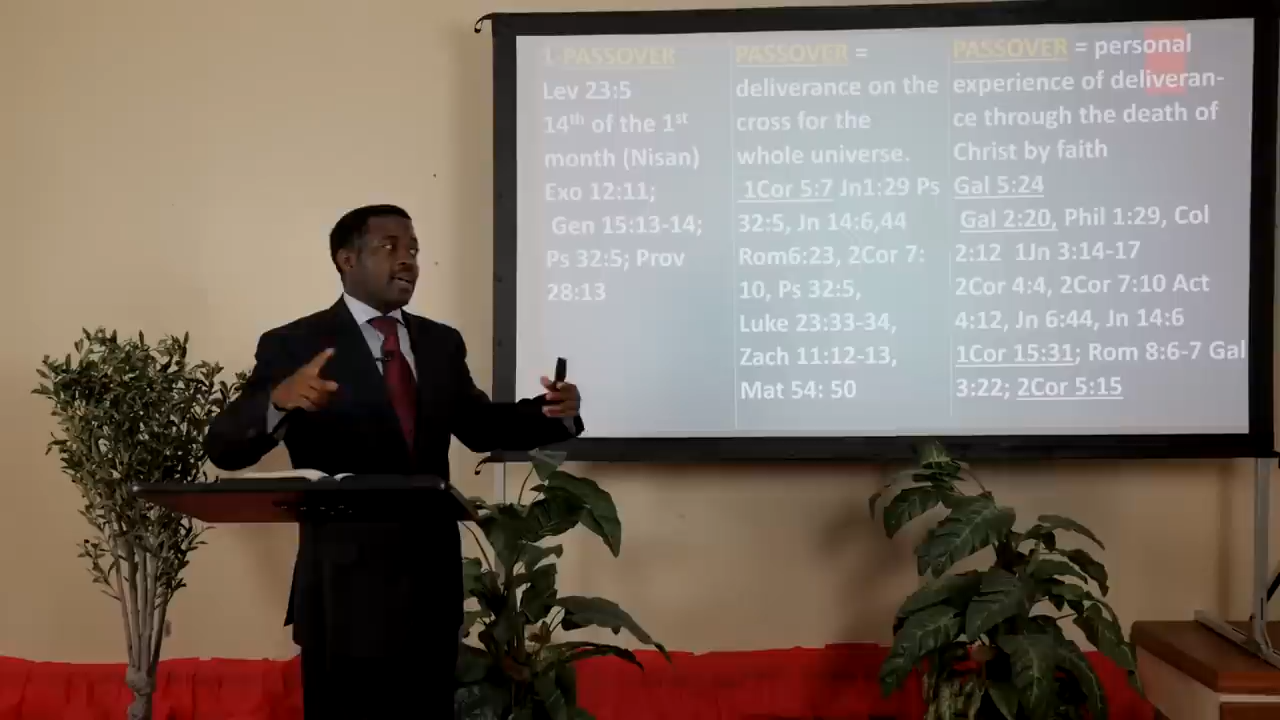 1 PASSOVER
Lev 23:5
14th of the 1st
month (Nisan)
Exo 12:11;
Gen 15:13-14;
Ps 32:5; Prov
28:13
PASSOVER =
deliverance on the
cross for the
whole universe.
1Cor 5:7 Jn1:29 Ps
32:5, Jn 14:6,44
Rom6:23, 2Cor 7:
10, Ps 32:5,
Luke 23:33-34,
Zach 11:12-13,
Mat 54: 50
PASSOVER = personal
experience of deliveran-
ce through the death of
Christ by faith
Gal 5:24
Gal 2:20, Phil 1:29, Col
2:12 1Jn 3:14-17
2Cor 4:4, 2Cor 7:10 Act
4:12, Jn 6:44, Jn 14:6
1Cor 15:31; Rom 8:6-7 Gal
3:22; 2Cor 5:15